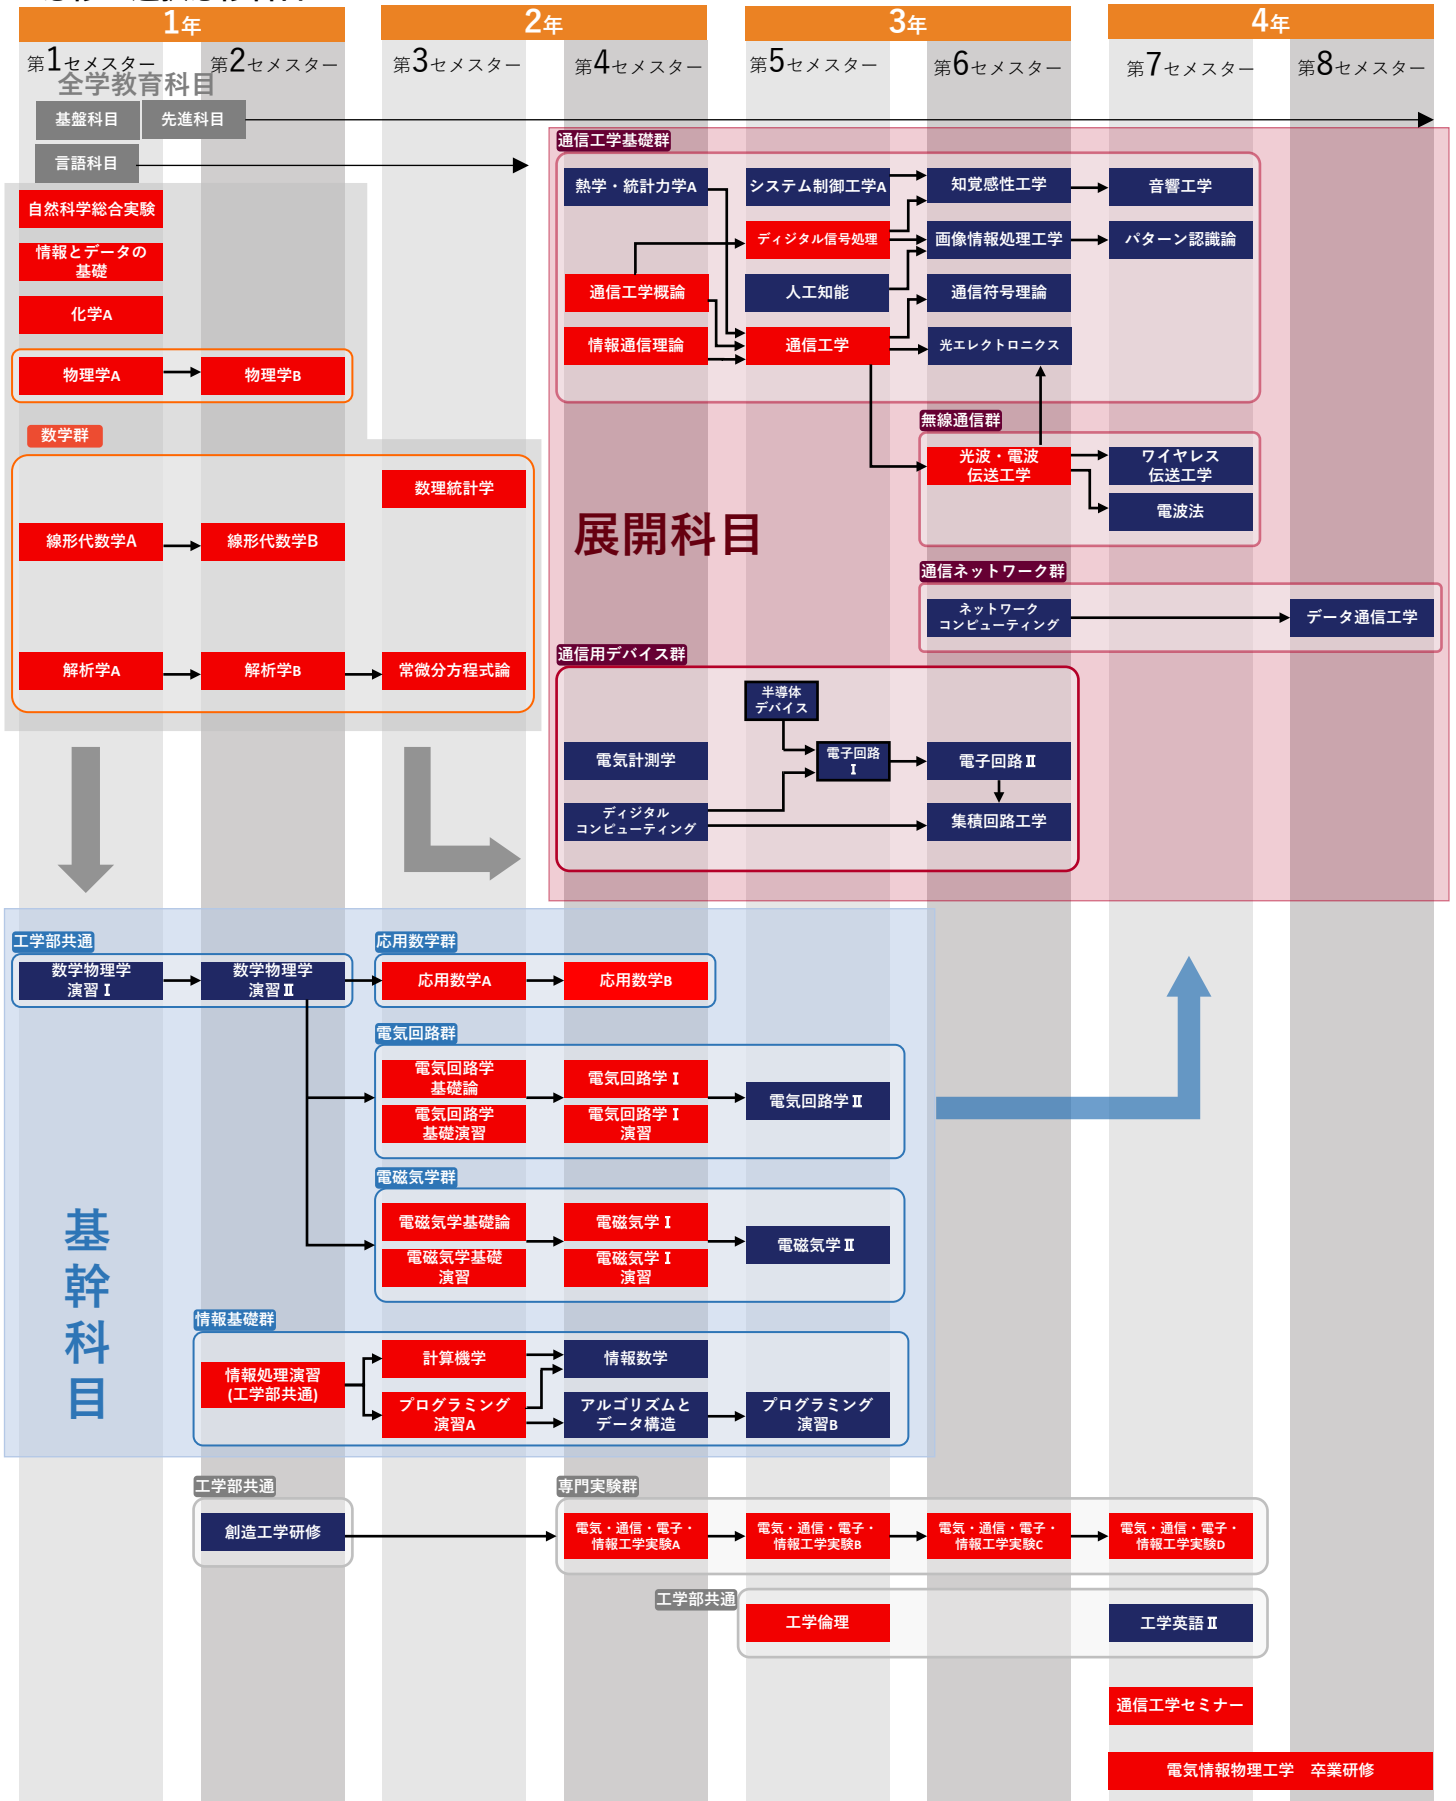 1年
2年
3年
4年
第1セメスター
第2セメスター
第3セメスター
第4セメスター
第5セメスター
第6セメスター
第7セメスター
第8セメスター
全学教育科目
基盤科目
先進科目
言語科目
自然科学総合実験
情報とデータの
基礎
化学A
物理学A
物理学B
数学群
数理統計学
線形代数学A
線形代数学B
解析学A
解析学B
常微分方程式論
通信工学基礎群
熱学・統計力学A
システム制御工学A
知覚感性工学
音響工学
ディジタル信号処理
画像情報処理工学
パターン認識論
通信工学概論
人工知能
通信符号理論
情報通信理論
通信工学
光エレクトロニクス
無線通信群
光波・電波
伝送工学
ワイヤレス
伝送工学
電波法
展開科目
通信ネットワーク群
ネットワーク
コンピューティング
データ通信工学
通信用デバイス群
半導体
デバイス
電気計測学
電子回路
Ⅰ
電子回路Ⅱ
ディジタル
コンピューティング
集積回路工学
工学部共通
数学物理学
演習Ⅰ
数学物理学
演習Ⅱ
応用数学群
応用数学A
応用数学B
電気回路群
電気回路学
基礎論
電気回路学Ⅰ
電気回路学Ⅱ
電気回路学
基礎演習
電気回路学Ⅰ
演習
電磁気学群
電磁気学基礎論
電磁気学Ⅰ
電磁気学Ⅱ
電磁気学基礎
演習
電磁気学Ⅰ
演習
基
幹
科
目
情報基礎群
情報処理演習
(工学部共通)
計算機学
情報数学
プログラミング
演習A
アルゴリズムと
データ構造
プログラミング
演習B
工学部共通
創造工学研修
専門実験群
電気・通信・電子・
情報工学実験A
電気・通信・電子・
情報工学実験B
電気・通信・電子・
情報工学実験C
電気・通信・電子・
情報工学実験D
工学部共通
工学倫理
工学英語Ⅱ
通信工学セミナー
電気情報物理工学　卒業研修